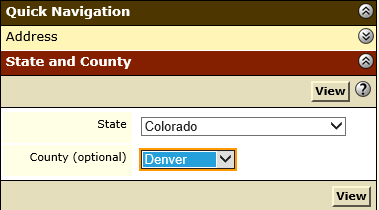 Quick Navigation
Address
State and County
View ?
State Colorado
County (optional) Denver
View